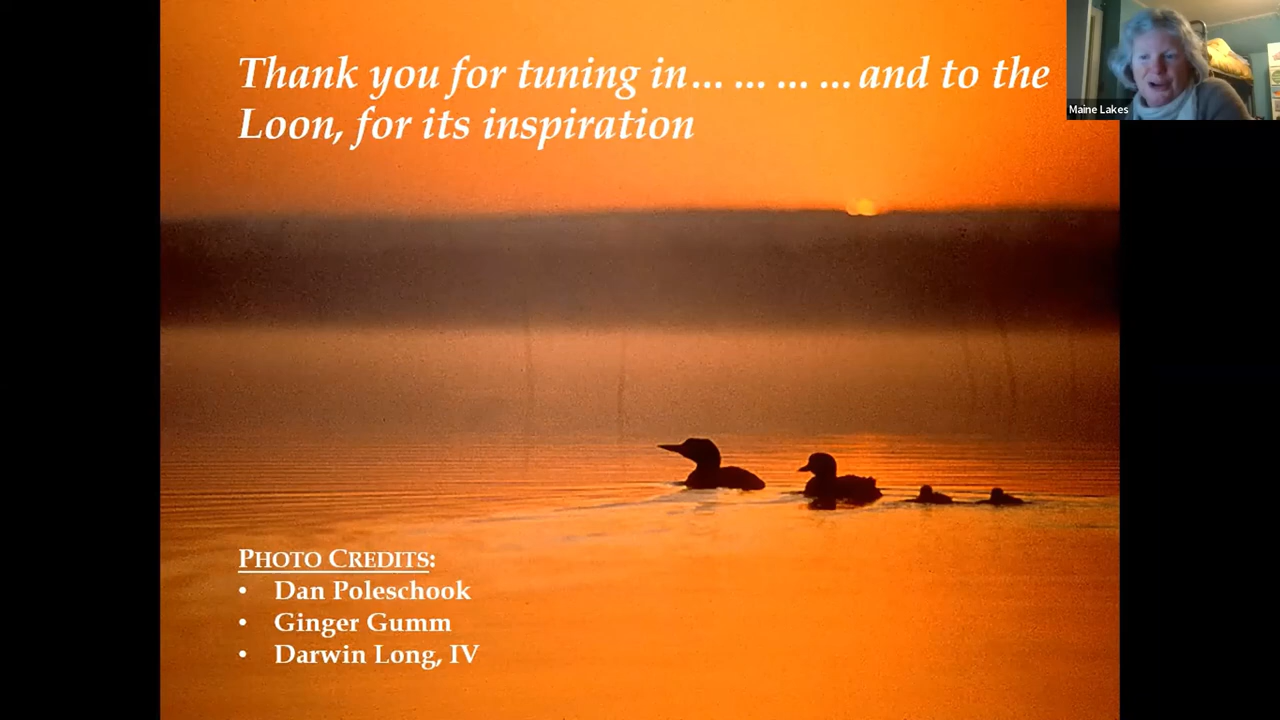 Thank you for tuning in… … … …and to the
Loon, for its inspiration
Maine Lakes
PHOTO CREDITS:
• Dan Poleschook
• Ginger Gumm
• Darwin Long, IV